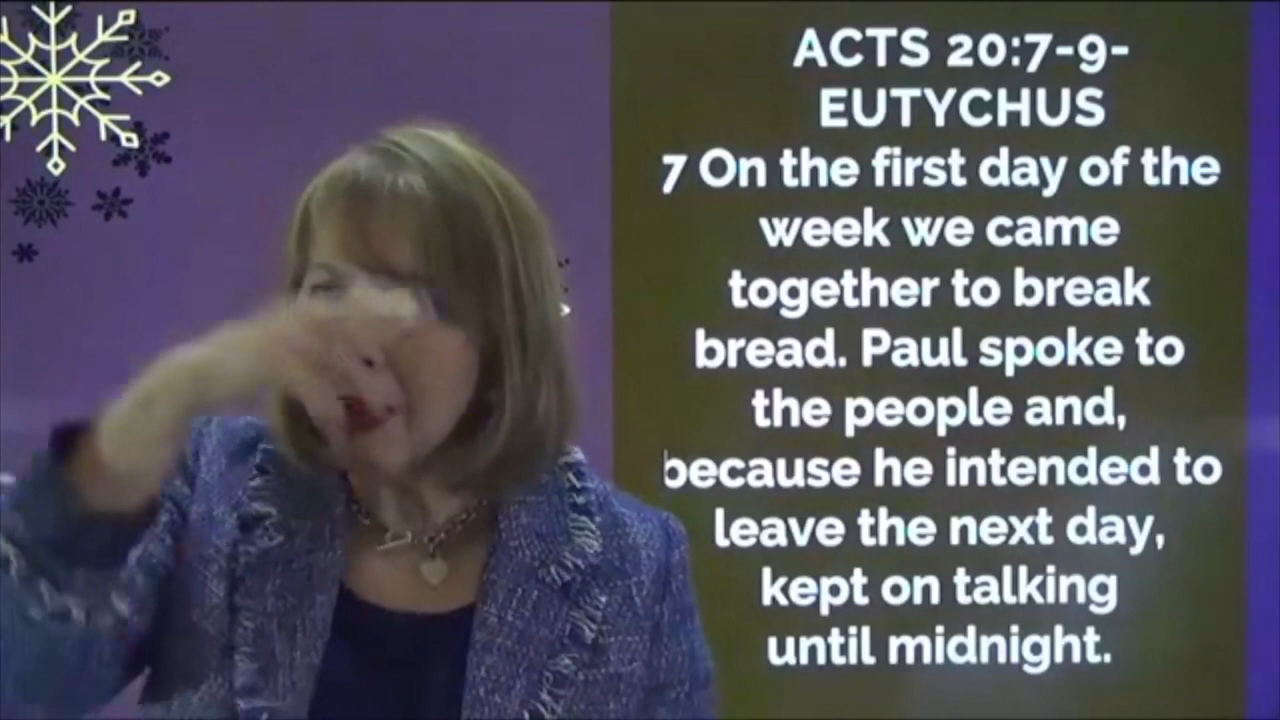 ACTS 20:7-9-
EUTYCHUS
7 On the first day of the
week we came
together to break
bread. Paul spoke to
the people and,
because he intended to
leave the next day,
kept on talking
until midnight.